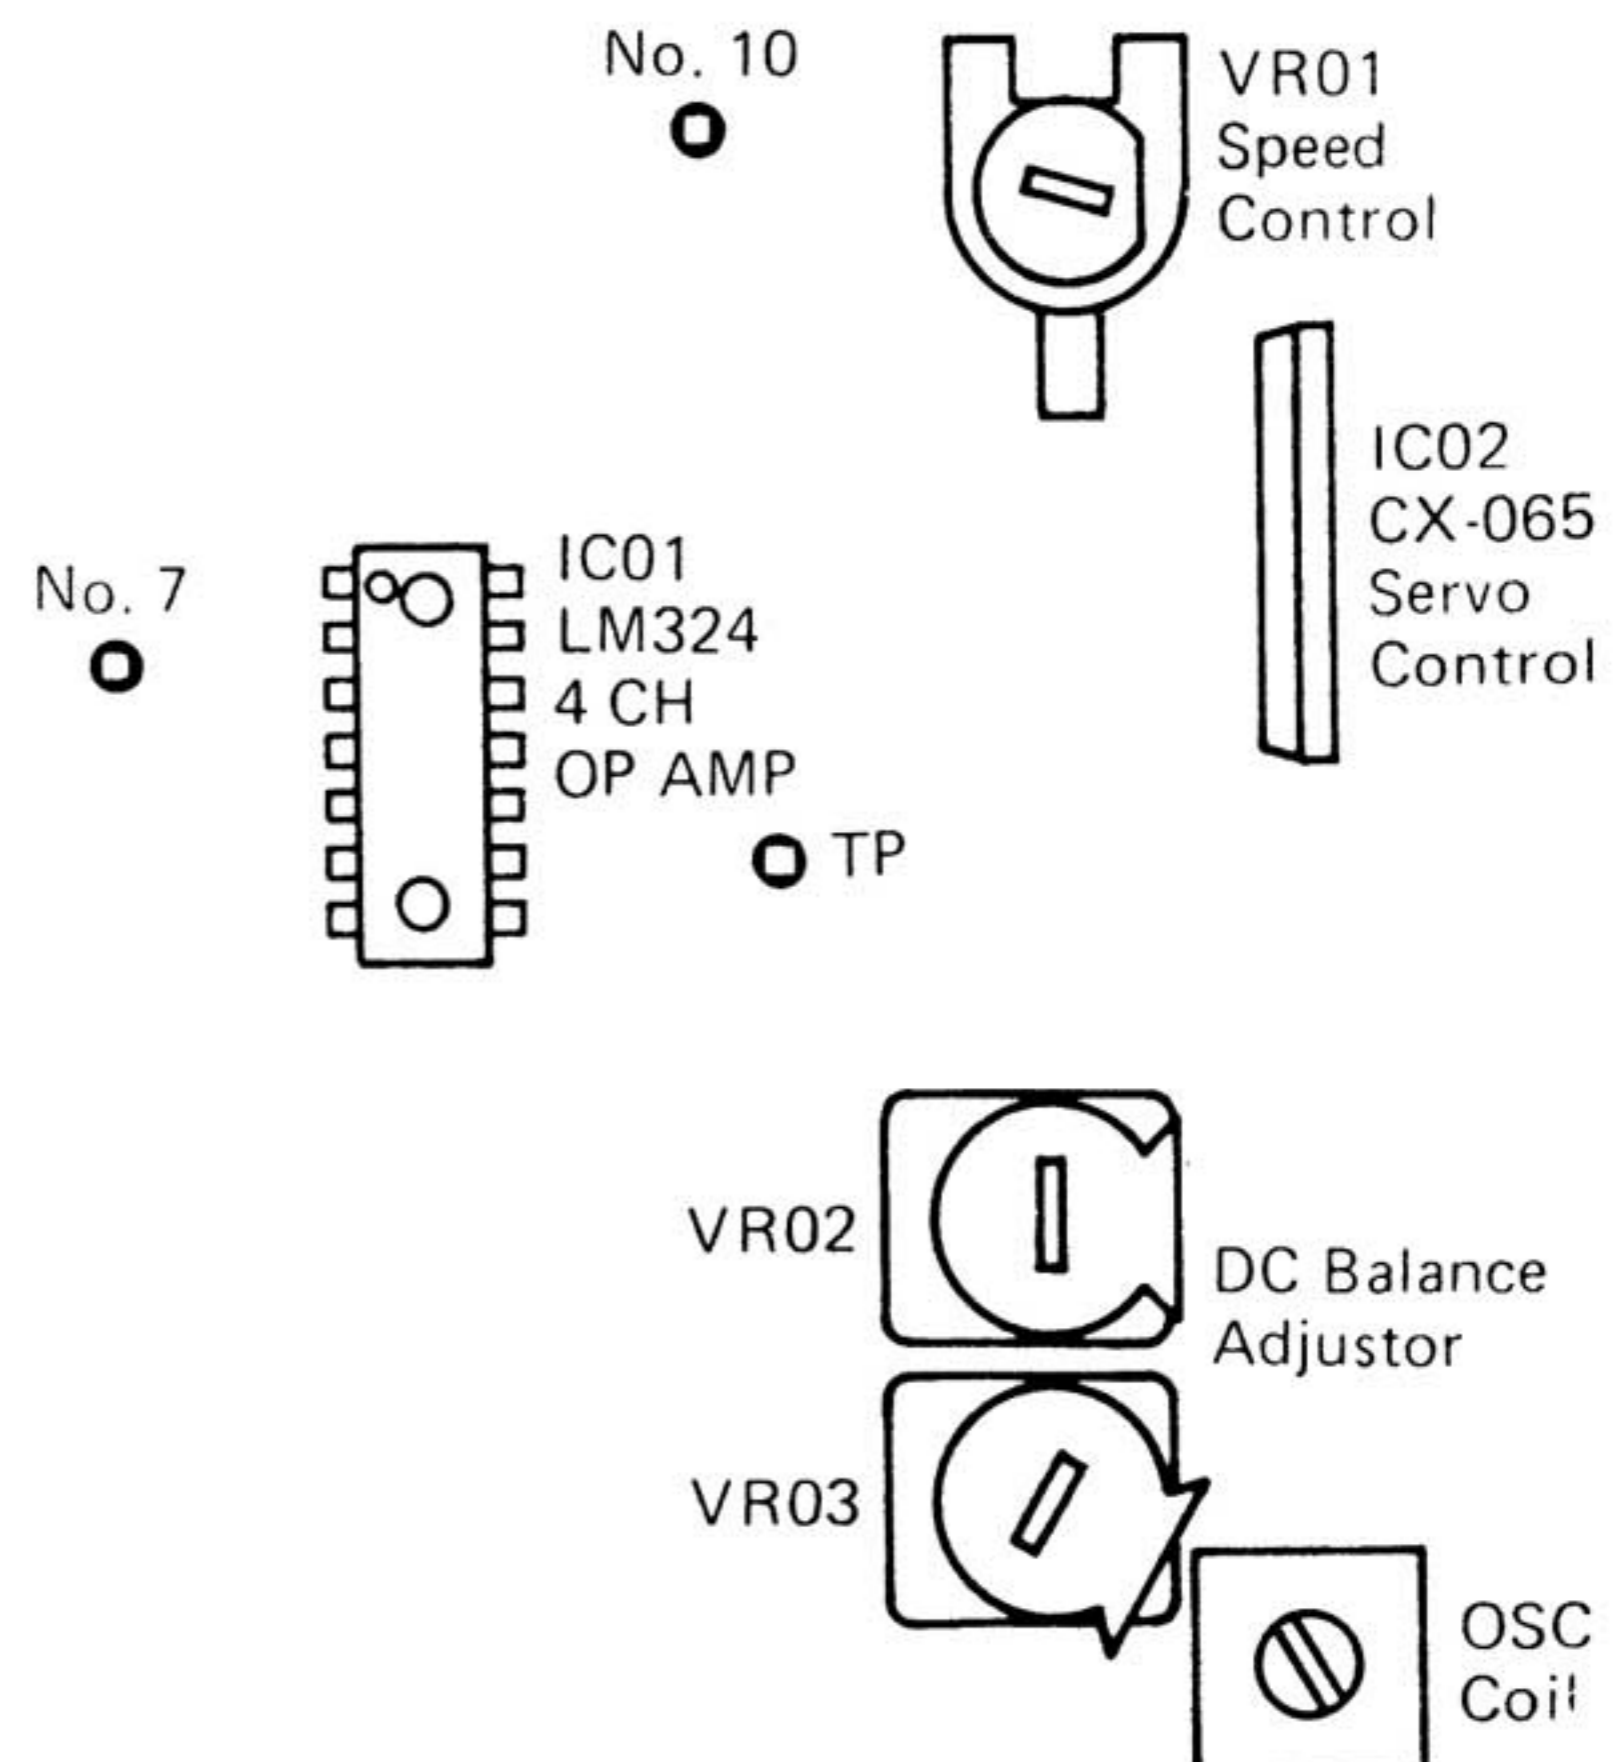 No. 10
VR01
Speed
Control
IC02
CX-065
Servo
Control
No. 7
IC01
LM324
4 CH
OP AMP
TP
VR02
DC Balance
Adjustor
VR03
OSC
Coil